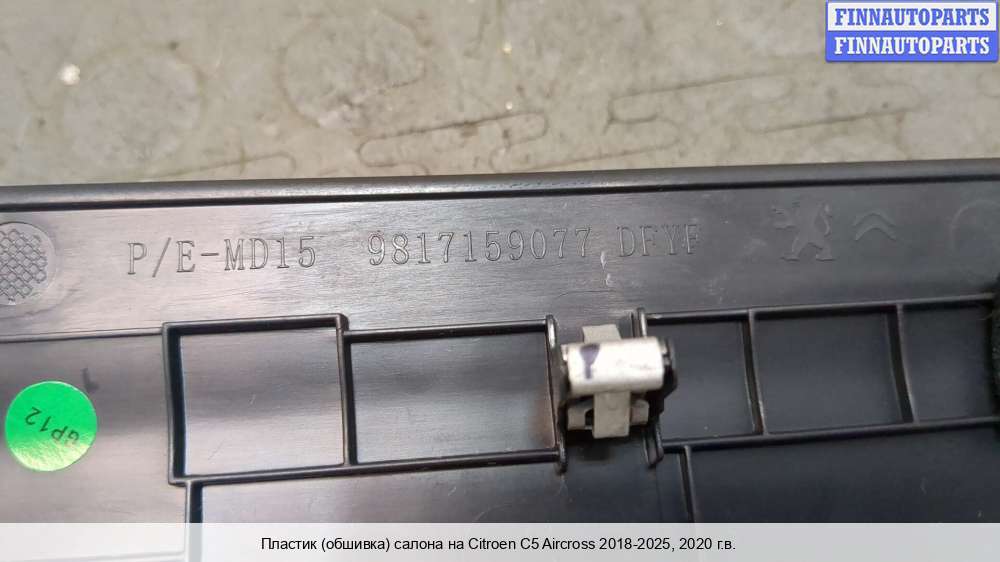 FINNAUTOPARTS
FINNAUTOPARTS
P/E-MD15 9817159077 DFYF
GP12
Пластик (обшивка) салона на Citroen C5 Aircross 2018-2025, 2020 г.в.